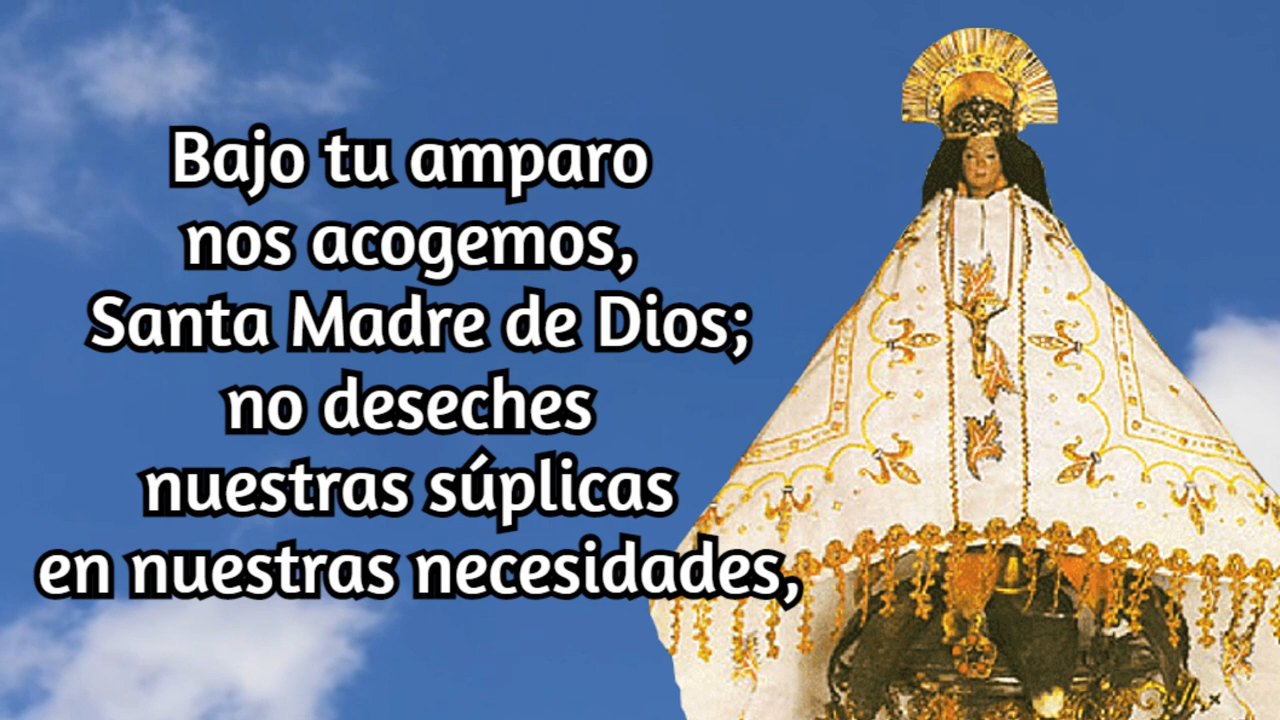 Bajo tu amparo
nos acogemos,
Santa Madre de Dios;
no deseches
nuestras súplicas
en nuestras necesidades,